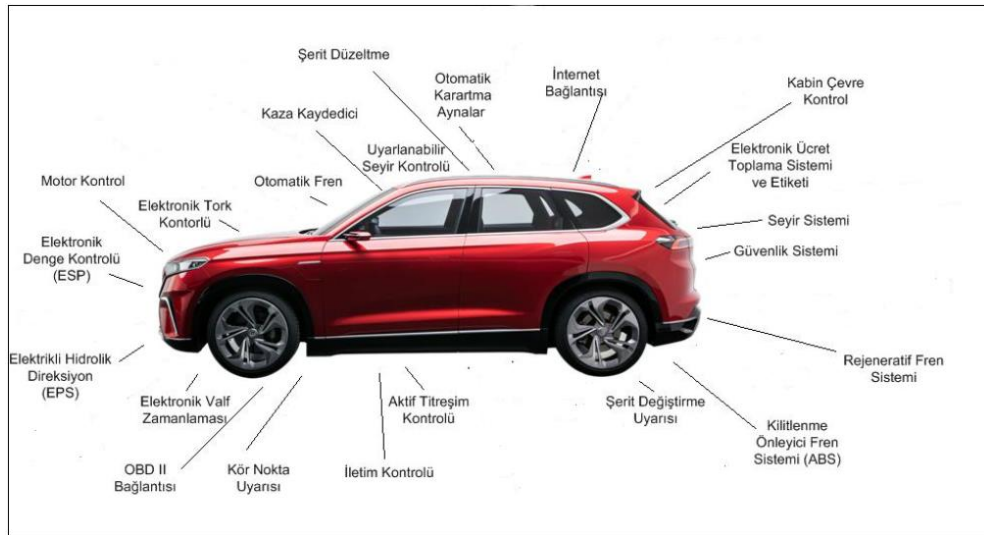 Şerit Düzeltme
Otomatik
Karartma
Aynalar
İnternet
Bağlantısı
Kabin Çevre
Kontrol
Kaza Kaydedici
Uyarlanabilir
Seyir Kontrolü
Elektronik Ücret
Toplama Sistemi
ve Etiketi
Motor Kontrol
Otomatik Fren
Elektronik Tork
Kontorlü
Seyir Sistemi
Elektronik
Denge Kontrolü
(ESP)
Güvenlik Sistemi
Elektrikli Hidrolik
Direksiyon
(EPS)
Rejeneratif Fren
Sistemi
Elektronik Valf
Zamanlaması
Aktif Titreşim
Kontrolü
Şerit Değiştirme
Uyarısı
Kilitlenme
Önleyici Fren
Sistemi (ABS)
OBD II
Bağlantısı
Kör Nokta
Uyarısı
İletim Kontrolü